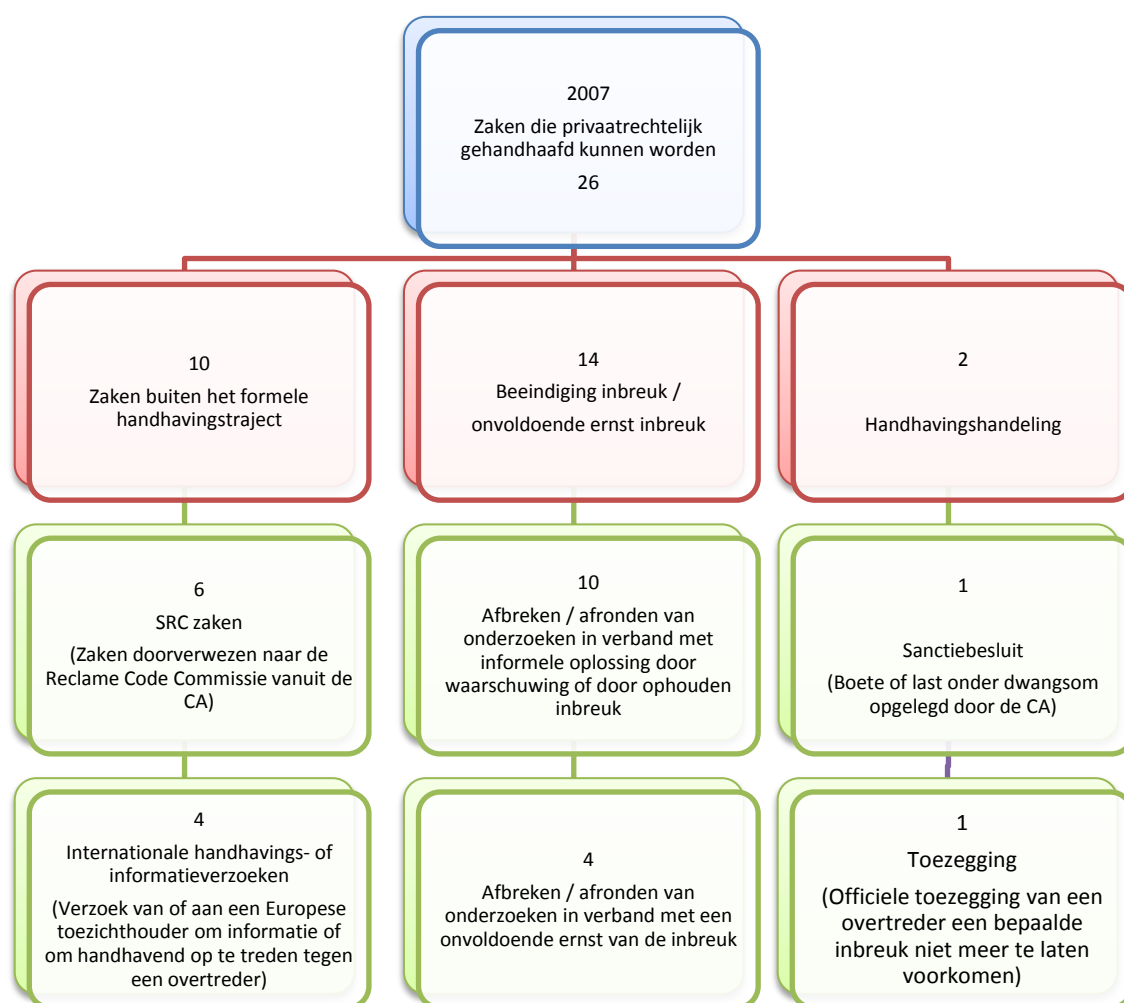 2007
Zaken die privaatrechtelijk
gehandhaafd kunnen worden
26
10
Zaken buiten het formele
handhavingstraject
14
Beeindiging inbreuk /
onvoldoende ernst inbreuk
2
Handhavingshandeling
6
SRC zaken
(Zaken doorverwezen naar de
Reclame Code Commissie vanuit de
CA)
10
Afbreken / afronden van
onderzoeken in verband met
informele oplossing door
waarschuwing of door ophouden
inbreuk
1
Sanctiebesluit
(Boete of last onder dwangsom
opgelegd door de CA)
4
Internationale handhavings- of
informatieverzoeken
(Verzoek van of aan een Europese
toezichthouder om informatie of
om handhavend op te treden tegen
een overtreder)
4
Afbreken / afronden van
onderzoeken in verband met een
onvoldoende ernst van de inbreuk
1
Toezegging
(Officiele toezegging van een
overtreder een bepaalde
inbreuk niet meer te laten
voorkomen)